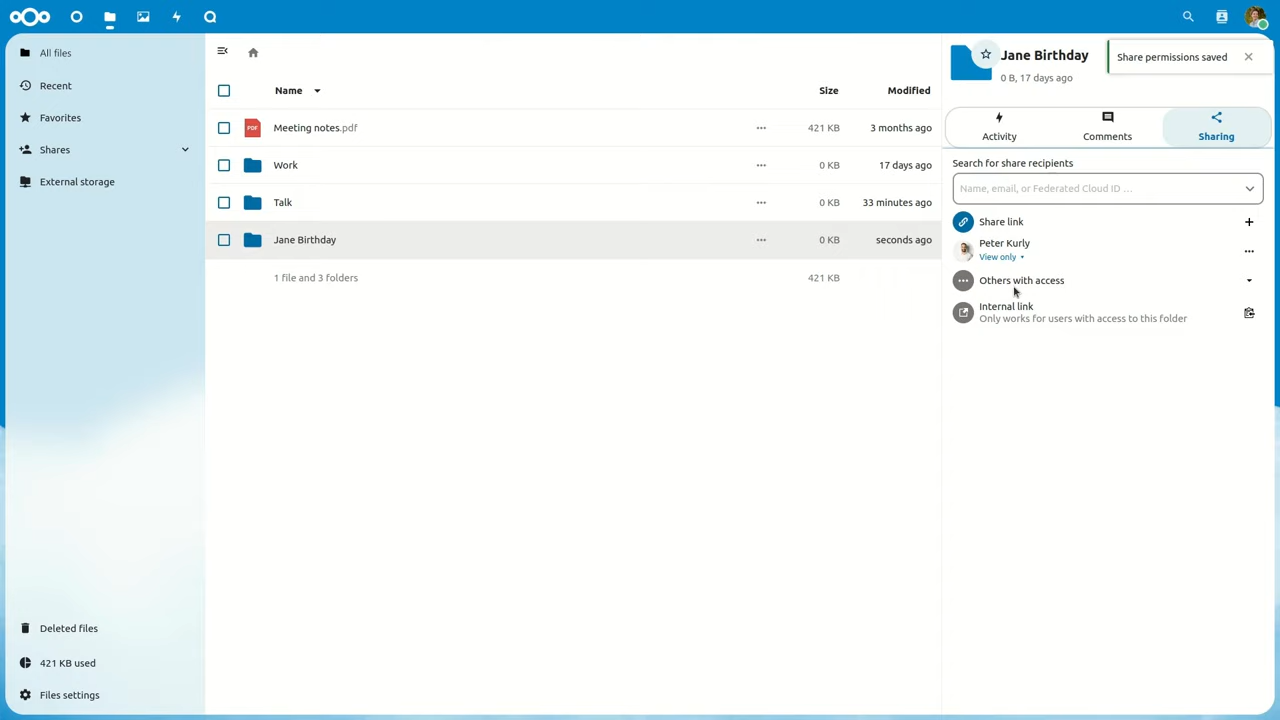 All files
Recent
Favorites
Shares
External storage
Deleted files
421 KB used
Files settings
Name
Size
Modified
PDF
Meeting notes.pdf
421 KB
3 months ago
Work
0 KB
17 days ago
Talk
0 KB
33 minutes ago
Jane Birthday
0 KB
seconds ago
1 file and 3 folders
421 KB
Jane Birthday
0 B, 17 days ago
Share permissions saved
Activity
Comments
Sharing
Search for share recipients
Name, email, or Federated Cloud ID …
Share link
Peter Kurly
View only
Others with access
Internal link
Only works for users with access to this folder